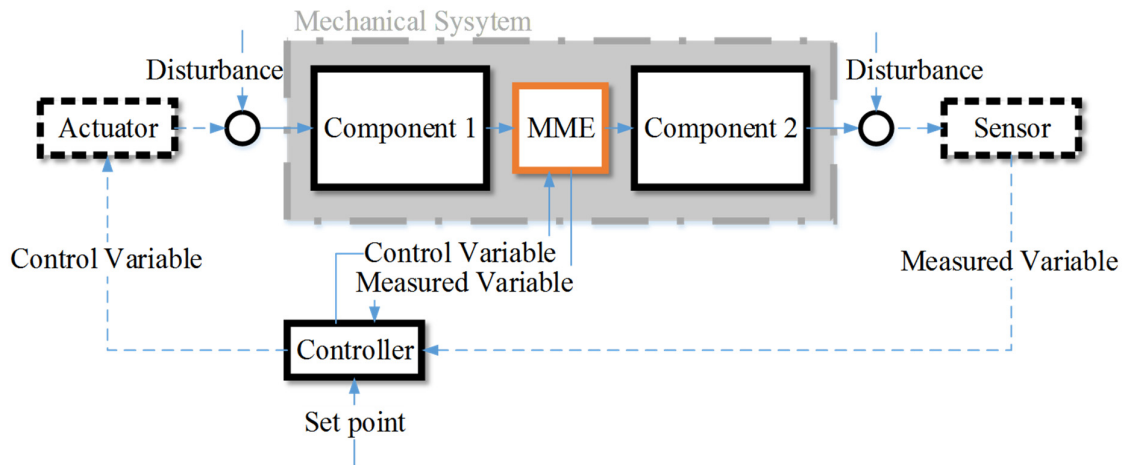 Mechanical Sysytem
Disturbance
Disturbance
Actuator
Component 1
MME
Component 2
Sensor
Control Variable
Control Variable
Measured Variable
Measured Variable
Controller
Set point